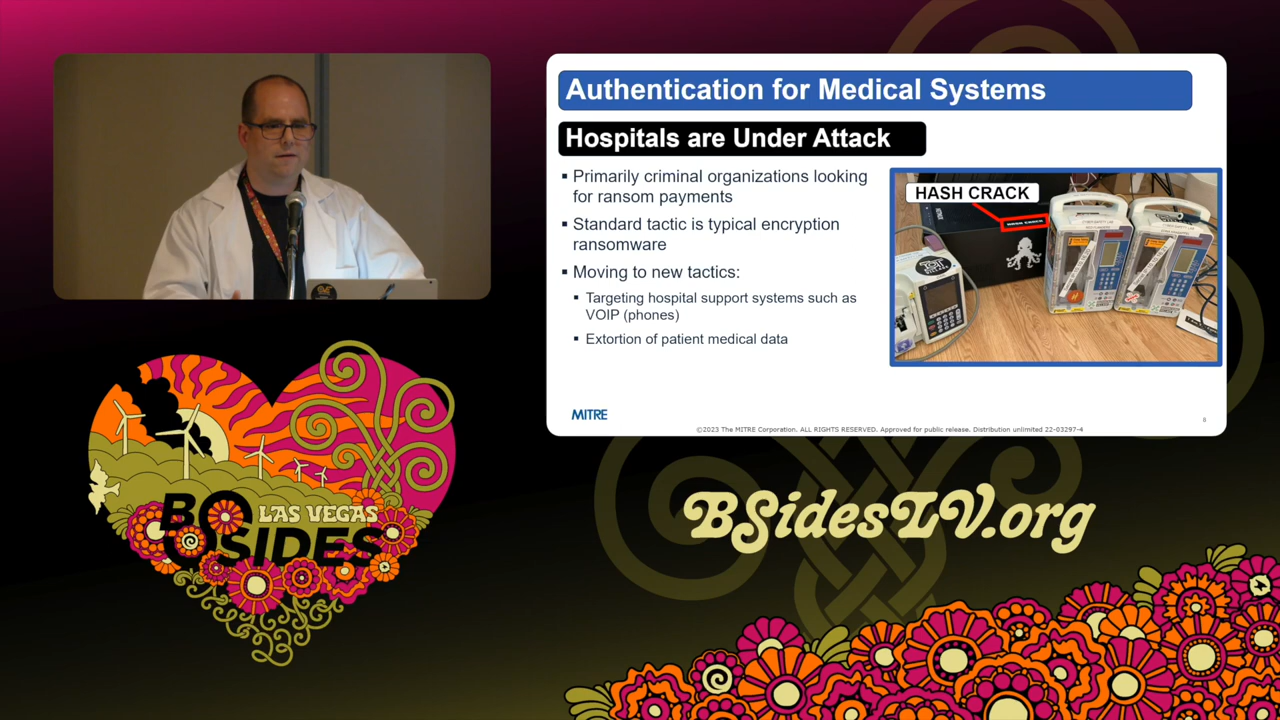 Authentication for Medical Systems
Hospitals are Under Attack
▪ Primarily criminal organizations looking
for ransom payments
▪ Standard tactic is typical encryption
ransomware
▪ Moving to new tactics:
▪ Targeting hospital support systems such as
VOIP (phones)
▪ Extortion of patient medical data
HASH CRACK
HASH CRACK
MITRE
©2023 The MITRE Corporation. ALL RIGHTS RESERVED. Approved for public release. Distribution unlimited 22-03297-4
8
LAS VEGAS
BSIDES
BSidesLV.org